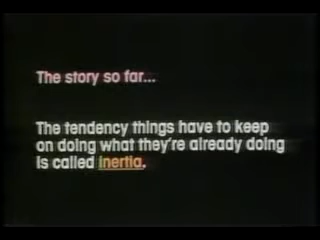 The story so far...
The tendency things have to keep
on doing what they're already doing
is called inertia.